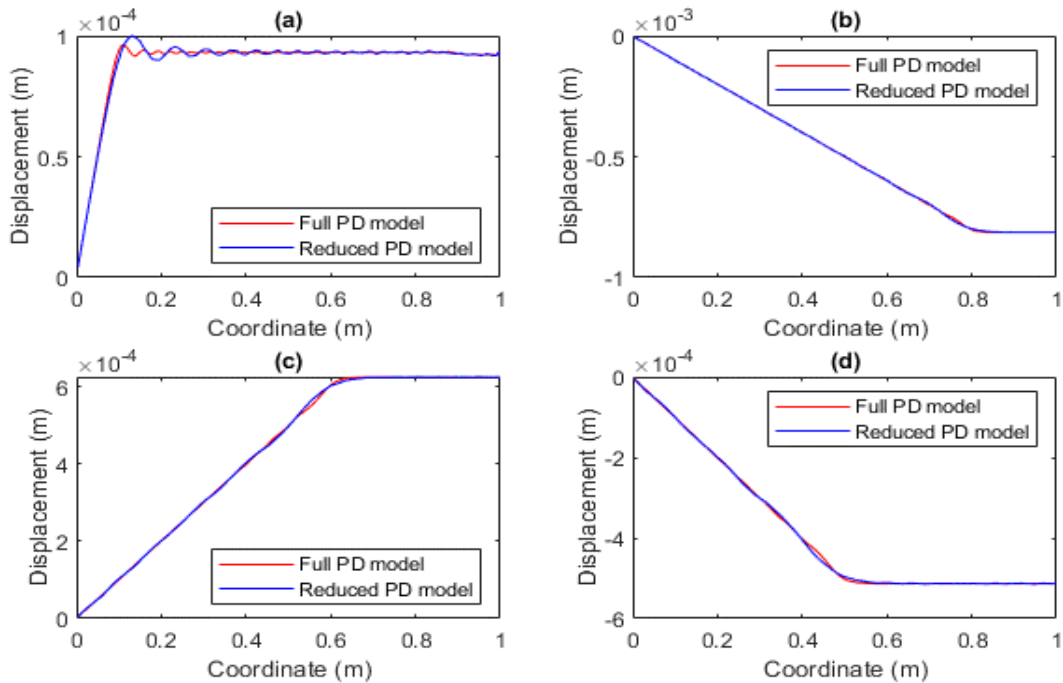 (a)
×10⁻⁴
1
0.5
0
Displacement (m)
Full PD model
Reduced PD model
0 0.2 0.4 0.6 0.8 1
Coordinate (m)
(b)
×10⁻³
0
-0.5
-1
Displacement (m)
Full PD model
Reduced PD model
0 0.2 0.4 0.6 0.8 1
Coordinate (m)
(c)
×10⁻⁴
6
4
2
0
Displacement (m)
Full PD model
Reduced PD model
0 0.2 0.4 0.6 0.8 1
Coordinate (m)
(d)
×10⁻⁴
0
-2
-4
-6
Displacement (m)
Full PD model
Reduced PD model
0 0.2 0.4 0.6 0.8 1
Coordinate (m)